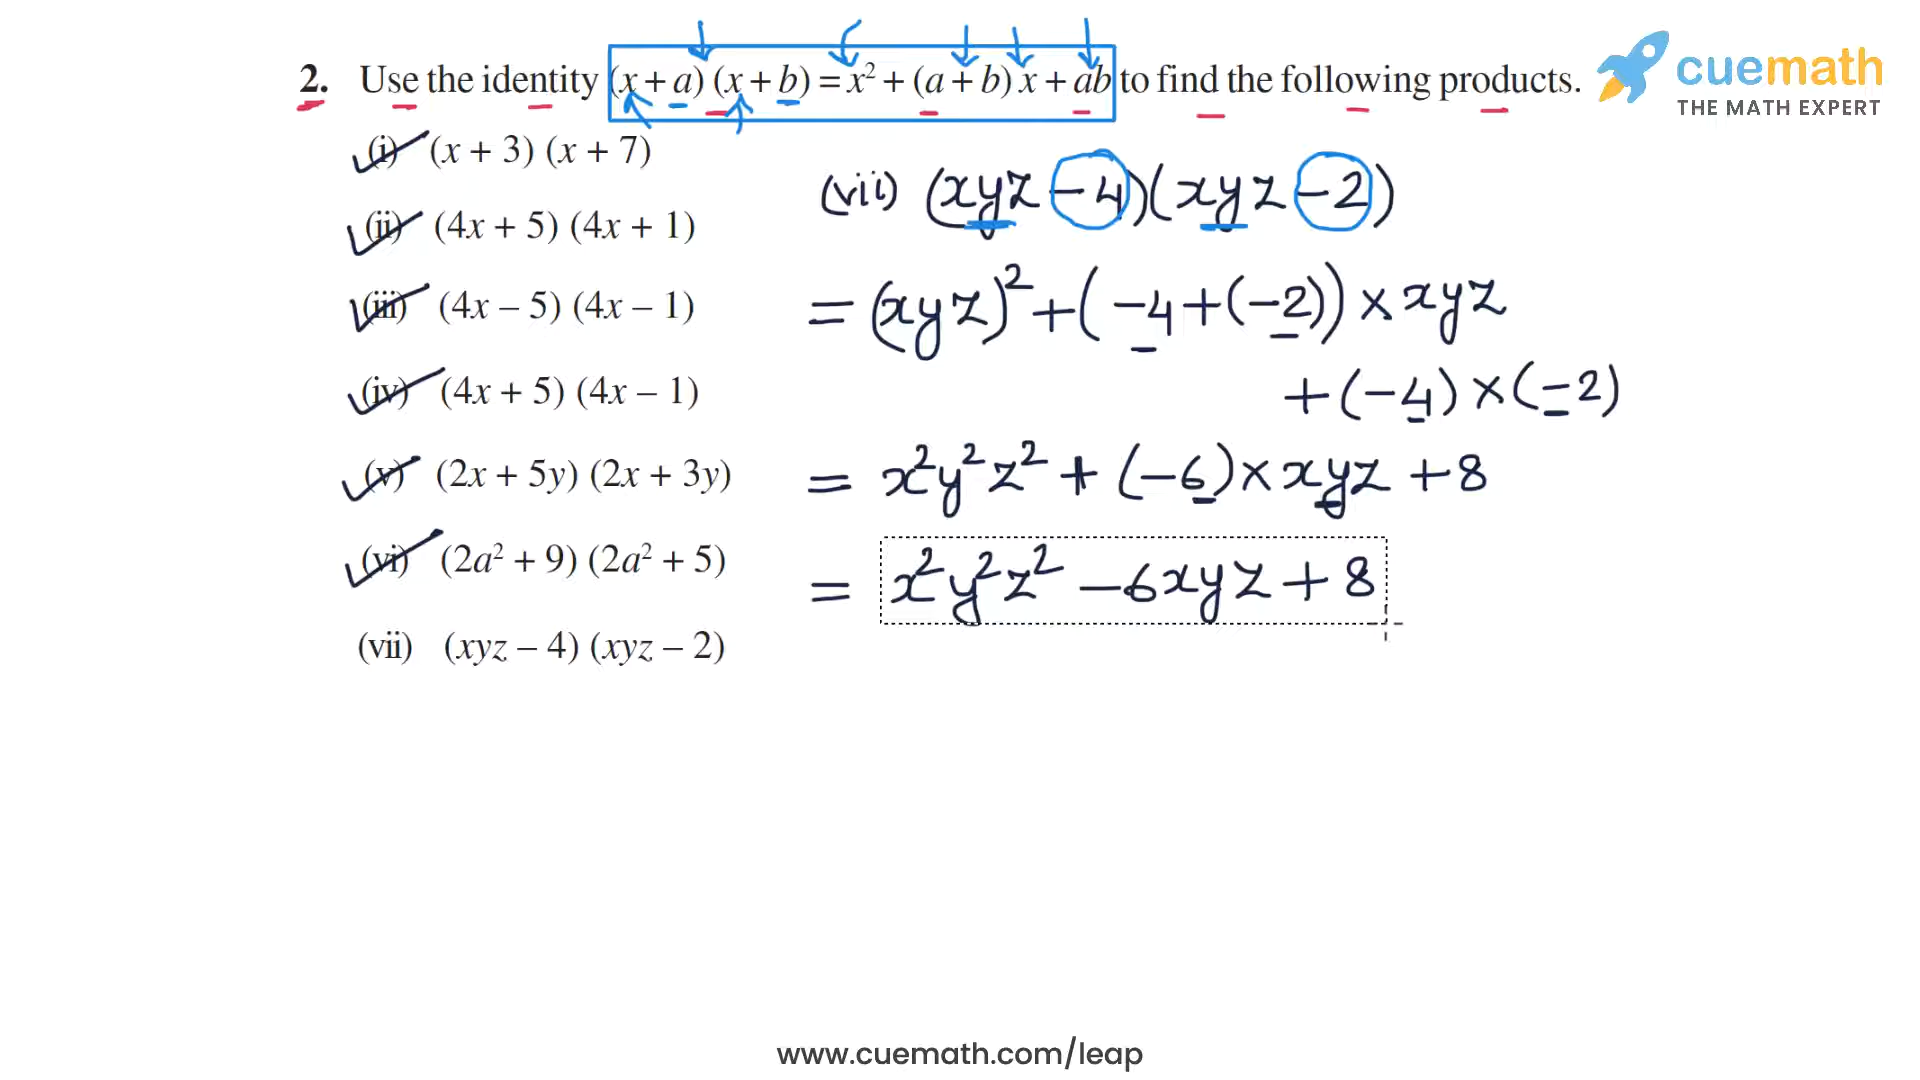 2. Use the identity (x + a) (x + b) = x² + (a + b) x + ab to find the following products.
cuemath
THE MATH EXPERT
(i) (x + 3) (x + 7)
(ii) (4x + 5) (4x + 1)
(iii) (4x – 5) (4x – 1)
(iv) (4x + 5) (4x – 1)
(v) (2x + 5y) (2x + 3y)
(vi) (2a² + 9) (2a² + 5)
(vii) (xyz – 4) (xyz – 2)
(vii) (xyz – 4)(xyz – 2)
= (xyz)² + (–4 + (–2)) × xyz
+ (–4) × (–2)
= x²y²z² + (–6) × xyz + 8
= x²y²z² – 6xyz + 8
www.cuemath.com/leap